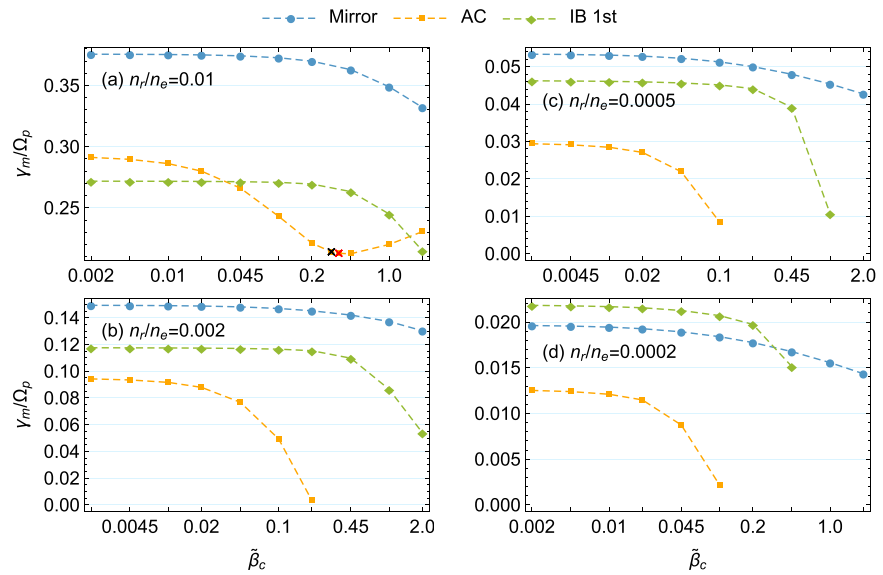 Mirror AC IB 1st
(a) nr/ne=0.01
γm/Ωp
0.35
0.30
0.25
0.002 0.01 0.045 0.2 1.0
(c) nr/ne=0.0005
0.05
0.04
0.03
0.02
0.01
0.00
0.0045 0.02 0.1 0.45 2.0
(b) nr/ne=0.002
γm/Ωp
0.14
0.12
0.10
0.08
0.06
0.04
0.02
0.00
0.0045 0.02 0.1 0.45 2.0
β̃c
(d) nr/ne=0.0002
0.020
0.015
0.010
0.005
0.000
0.002 0.01 0.045 0.2 1.0
β̃c